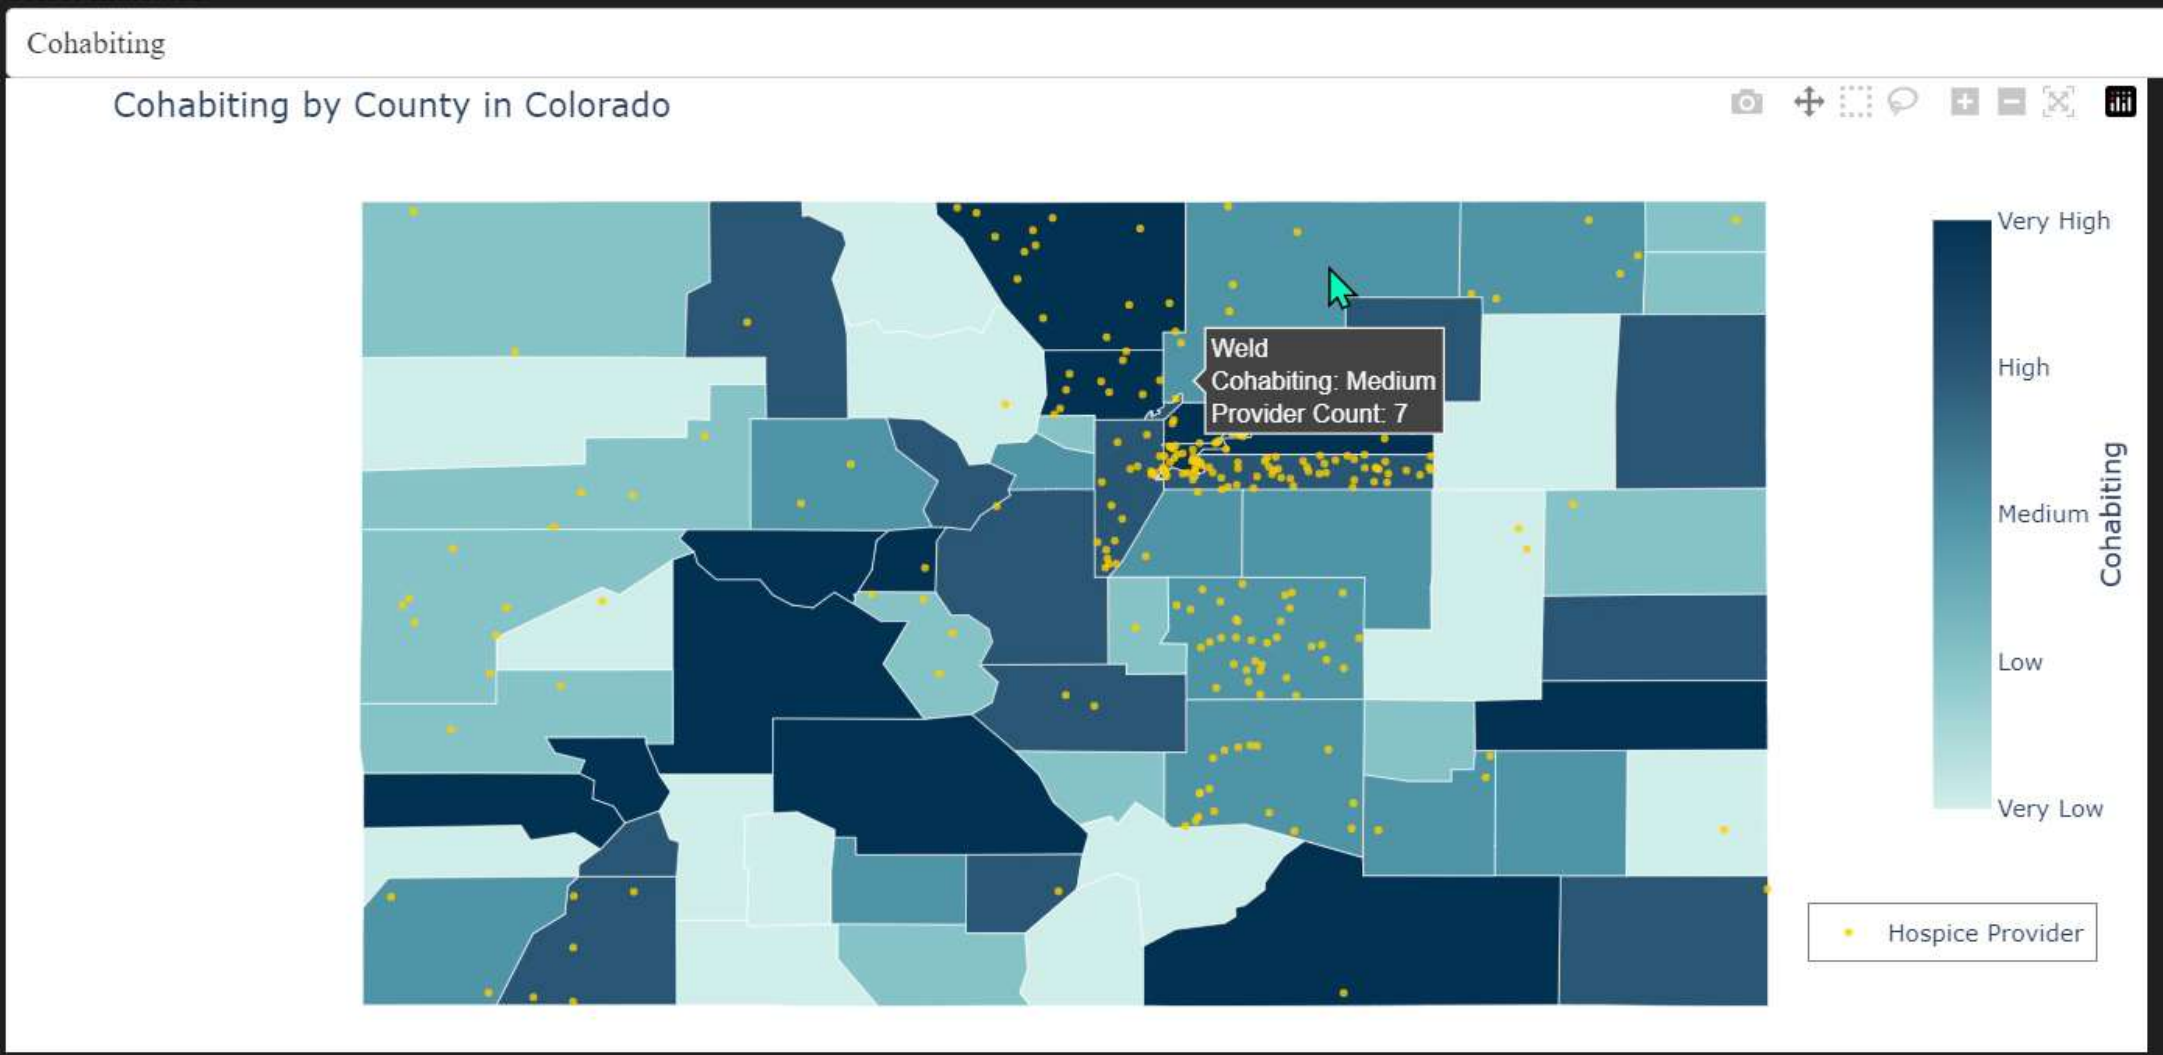 Cohabiting
Cohabiting by County in Colorado
Weld
Cohabiting: Medium
Provider Count: 7
Very High
High
Medium
Low
Very Low
Cohabiting
Hospice Provider